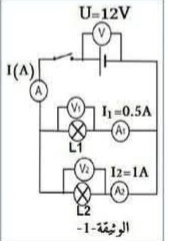 U=12V
V
I(A)
A
V₁
I₁=0.5A
A₁
L1
V₂
I2=1A
A₂
L2
الوثيقة-1-